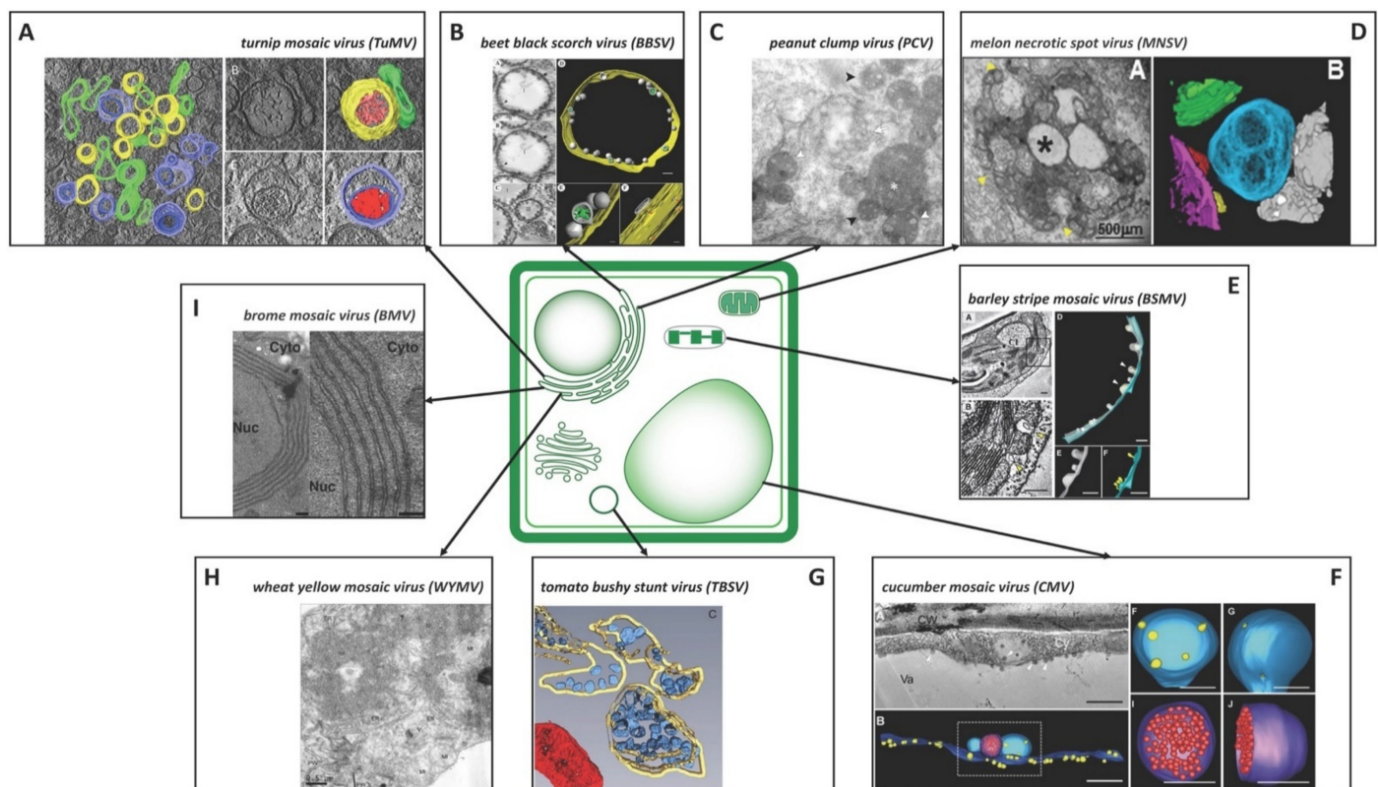 A
turnip mosaic virus (TuMV)
B
B
beet black scorch virus (BBSV)
D
C
E
F
C
peanut clump virus (PCV)
*
melon necrotic spot virus (MNSV)
D
A
*
500µm
B
I
brome mosaic virus (BMV)
Cyto
Nuc
Cyto
Nuc
barley stripe mosaic virus (BSMV)
E
A
D
B
E
F
H
wheat yellow mosaic virus (WYMV)
tomato bushy stunt virus (TBSV)
G
C
cucumber mosaic virus (CMV)
F
A
CW
Va
B
F
G
I
J